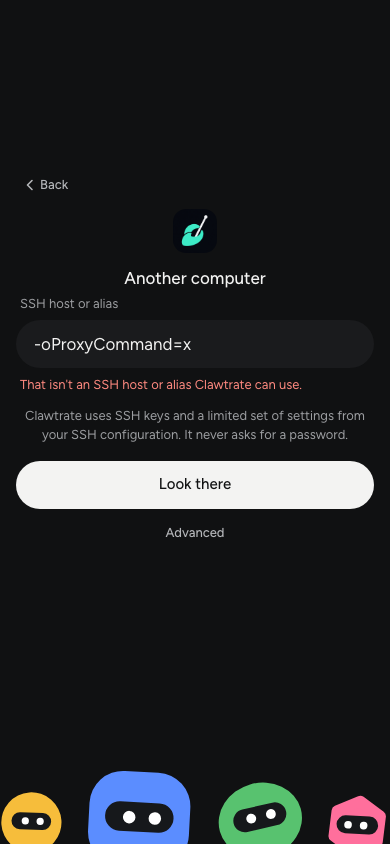 Back
Another computer
SSH host or alias
-oProxyCommand=x
That isn't an SSH host or alias Clawtrate can use.
Clawtrate uses SSH keys and a limited set of settings from
your SSH configuration. It never asks for a password.
Look there
Advanced